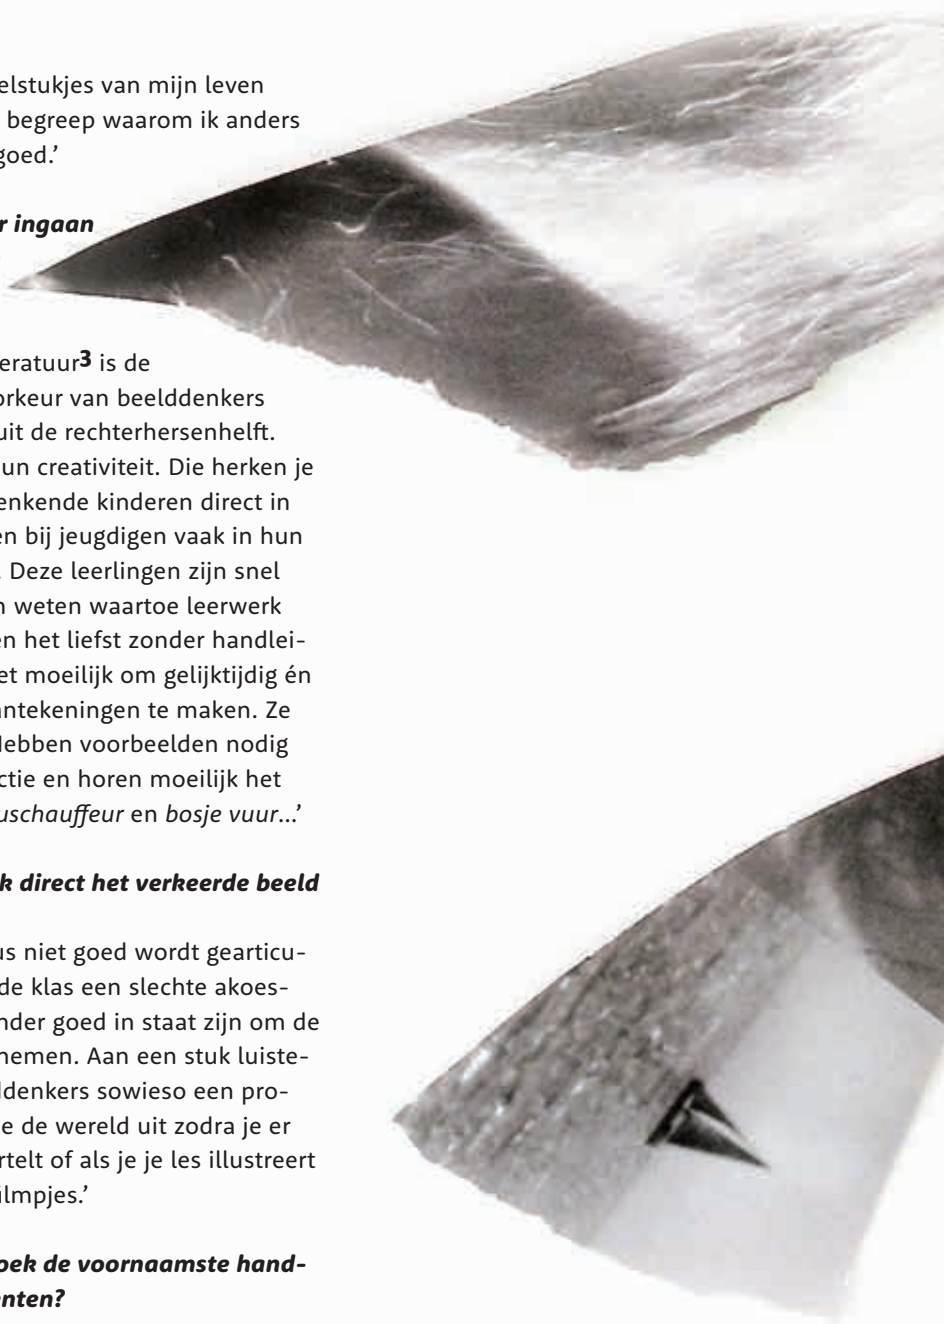 elstukjes van mijn leven
begreep waarom ik anders
goed.’
r ingaan
eratuur3 is de
orkeur van beelddenkers
uit de rechterhersenhelft.
un creativiteit. Die herken je
enkende kinderen direct in
en bij jeugdigen vaak in hun
. Deze leerlingen zijn snel
n weten waartoe leerwerk
en het liefst zonder handlei-
et moeilijk om gelijktijdig én
antekeningen te maken. Ze
Hebben voorbeelden nodig
ctie en horen moeilijk het
uschauffeur en bosje vuur...’
k direct het verkeerde beeld
us niet goed wordt gearticu-
de klas een slechte akoes-
nder goed in staat zijn om de
nemen. Aan een stuk luiste-
ddenkers sowieso een pro-
e de wereld uit zodra je er
rtelt of als je je les illustreert
ilmpjes.’
oek de voornaamste hand-
enten?